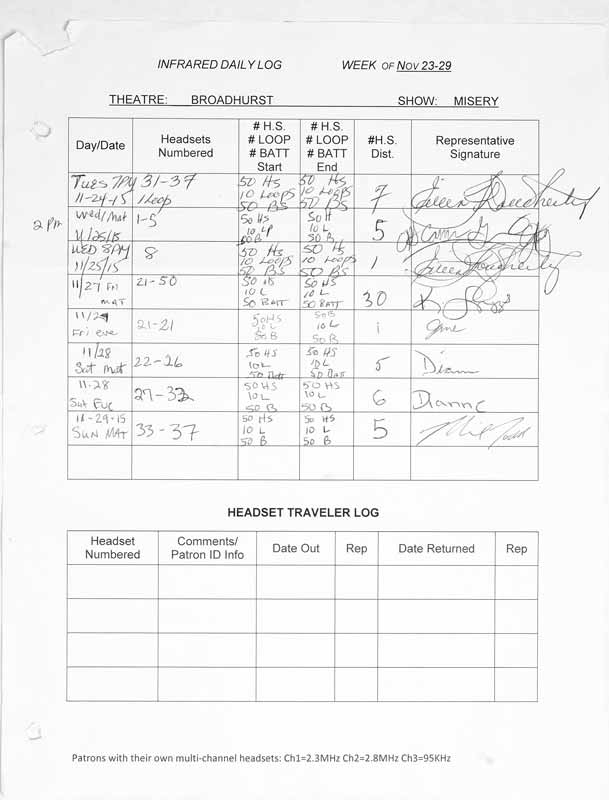 INFRARED DAILY LOG WEEK OF NOV 23-29
THEATRE: BROADHURST SHOW: MISERY
Day/Date
Headsets
Numbered
# H.S.
# LOOP
# BATT
Start
# H.S.
# LOOP
# BATT
End
#H.S.
Dist.
Representative
Signature
TUES 7PM 31-37 50 HS 50 HS 7 Eileen Dougherty
11-24-15 1 Loop 10 Loops 10 Loops
50 BS 50 BS
2 PM
Wed/Mat 1-5 50 HS 50 H 5
11/25/15 10 LP 10 L
50 B 50 B
WED 8PM 8 50 HS 50 HS 1 Eileen Dougherty
11/25/15 10 Loops 10 Loops
50 BS 50 BS
11/27 FRI 21-50 50 HS 50 HS 30
MAT 10 L 10 L
50 BATT 50 BATT
Fri eve 21-21 50 HS 50 B 1
10 L 10 L
50 B 50 B
11/28 22-26 50 HS 50 HS 5 Diann
Sat Mat 10 L 10 L
50 Batt 50 Bat
11-28 27-32 50 HS 50 HS 6 Dianne
Sat Eve 10 L 10 L
50 B 50 B
11-29-15 33-37 50 HS 50 HS 5
SUN MAT 10 L 10 L
50 B 50 B
HEADSET TRAVELER LOG
Headset
Numbered
Comments/
Patron ID Info
Date Out
Rep
Date Returned
Rep
Patrons with their own multi-channel headsets: Ch1=2.3MHz Ch2=2.8MHz Ch3=95KHz